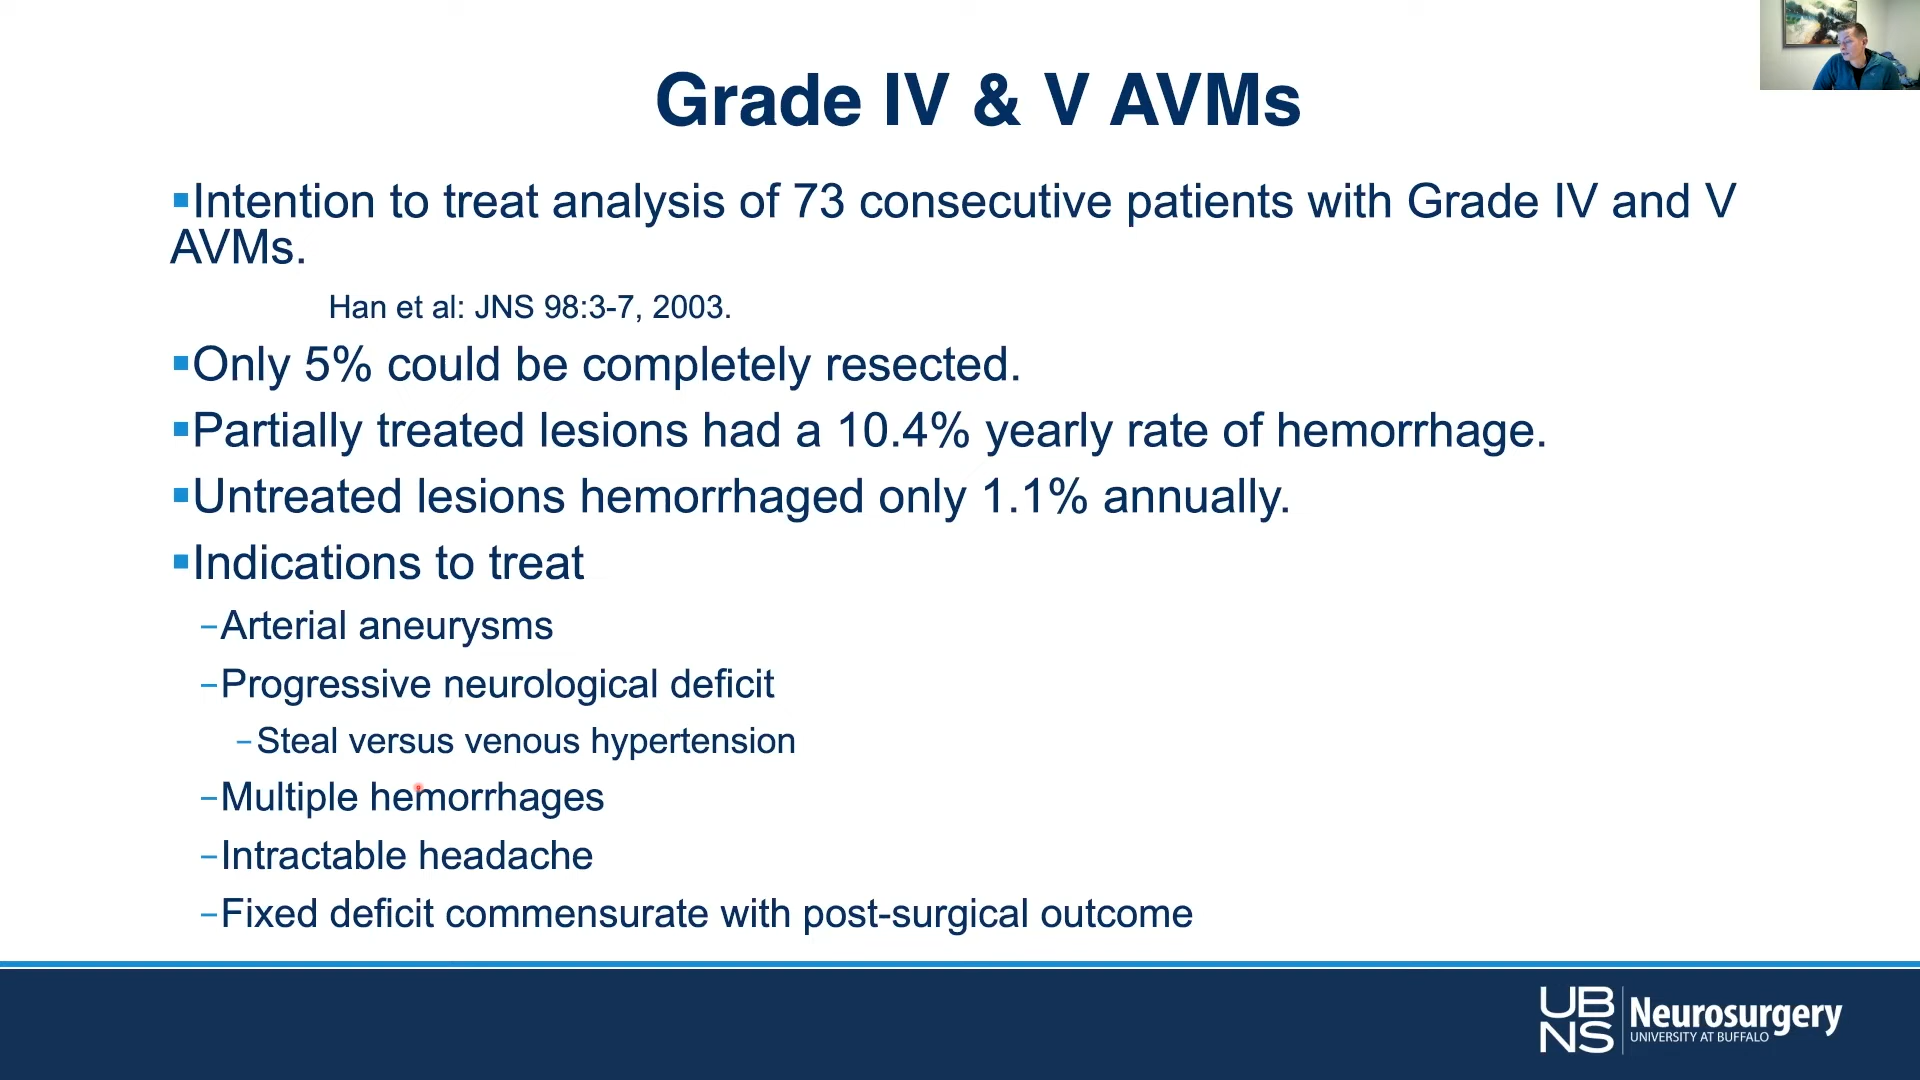 Grade IV & V AVMs
▪Intention to treat analysis of 73 consecutive patients with Grade IV and V
AVMs.
Han et al: JNS 98:3-7, 2003.
▪Only 5% could be completely resected.
▪Partially treated lesions had a 10.4% yearly rate of hemorrhage.
▪Untreated lesions hemorrhaged only 1.1% annually.
▪Indications to treat
–Arterial aneurysms
–Progressive neurological deficit
–Steal versus venous hypertension
–Multiple hemorrhages
–Intractable headache
–Fixed deficit commensurate with post-surgical outcome
UB
NS
Neurosurgery
UNIVERSITY AT BUFFALO